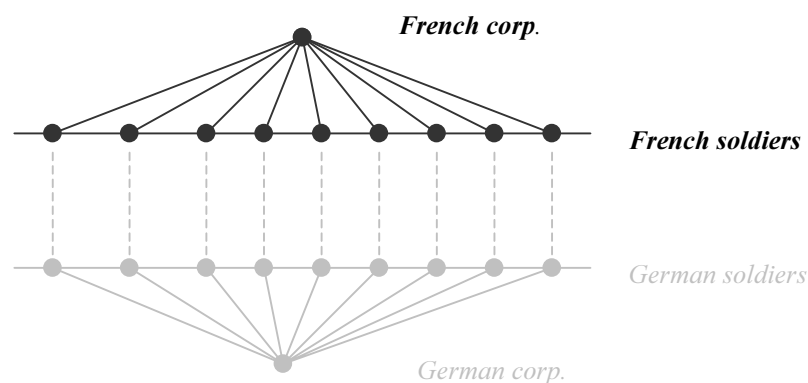 French corp.
French soldiers
German soldiers
German corp.